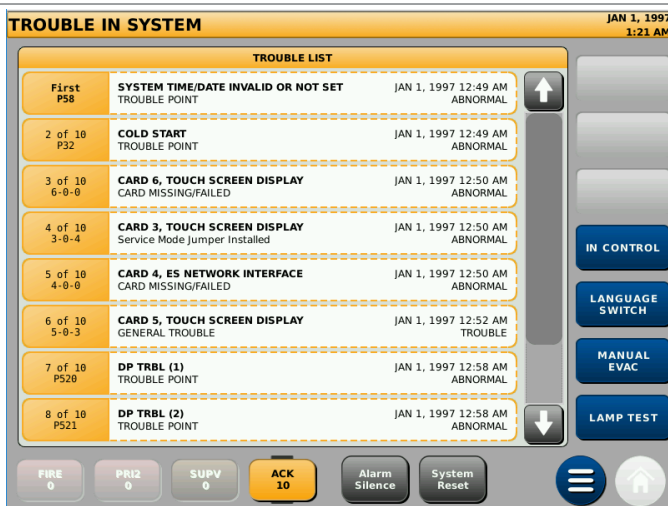 TROUBLE IN SYSTEM
JAN 1, 1997
1:21 AM
TROUBLE LIST
First
P58
SYSTEM TIME/DATE INVALID OR NOT SET
TROUBLE POINT
JAN 1, 1997 12:49 AM
ABNORMAL
2 of 10
P32
COLD START
TROUBLE POINT
JAN 1, 1997 12:49 AM
ABNORMAL
3 of 10
6-0-0
CARD 6, TOUCH SCREEN DISPLAY
CARD MISSING/FAILED
JAN 1, 1997 12:50 AM
ABNORMAL
4 of 10
3-0-4
CARD 3, TOUCH SCREEN DISPLAY
Service Mode Jumper Installed
JAN 1, 1997 12:50 AM
ABNORMAL
5 of 10
4-0-0
CARD 4, ES NETWORK INTERFACE
CARD MISSING/FAILED
JAN 1, 1997 12:50 AM
ABNORMAL
6 of 10
5-0-3
CARD 5, TOUCH SCREEN DISPLAY
GENERAL TROUBLE
JAN 1, 1997 12:52 AM
TROUBLE
7 of 10
P520
DP TRBL (1)
TROUBLE POINT
JAN 1, 1997 12:58 AM
ABNORMAL
8 of 10
P521
DP TRBL (2)
TROUBLE POINT
JAN 1, 1997 12:58 AM
ABNORMAL
IN CONTROL
LANGUAGE
SWITCH
MANUAL
EVAC
LAMP TEST
FIRE
0
PRI2
0
SUPV
0
ACK
10
Alarm
Silence
System
Reset